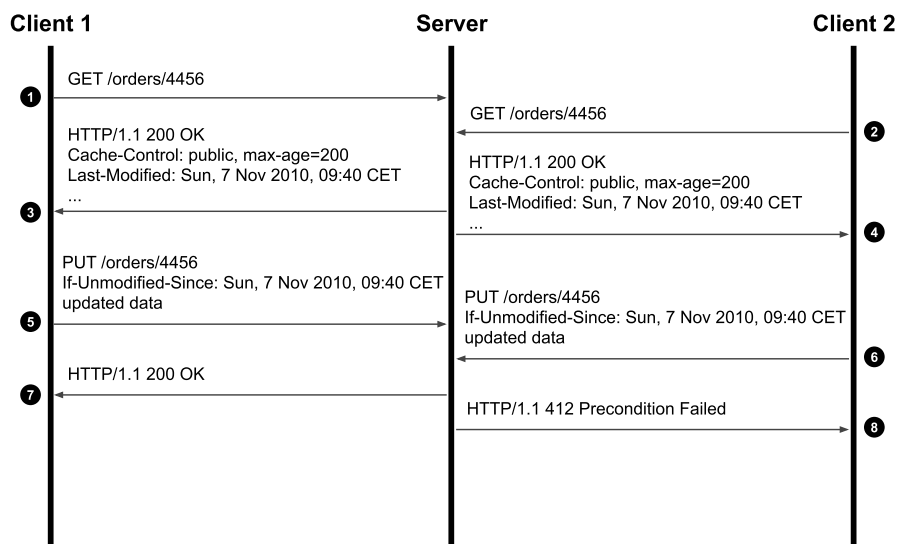 Client 1
Server
Client 2
GET /orders/4456
1
GET /orders/4456
2
HTTP/1.1 200 OK
Cache-Control: public, max-age=200
Last-Modified: Sun, 7 Nov 2010, 09:40 CET
...
3
HTTP/1.1 200 OK
Cache-Control: public, max-age=200
Last-Modified: Sun, 7 Nov 2010, 09:40 CET
...
4
PUT /orders/4456
If-Unmodified-Since: Sun, 7 Nov 2010, 09:40 CET
updated data
5
PUT /orders/4456
If-Unmodified-Since: Sun, 7 Nov 2010, 09:40 CET
updated data
6
HTTP/1.1 200 OK
7
HTTP/1.1 412 Precondition Failed
8